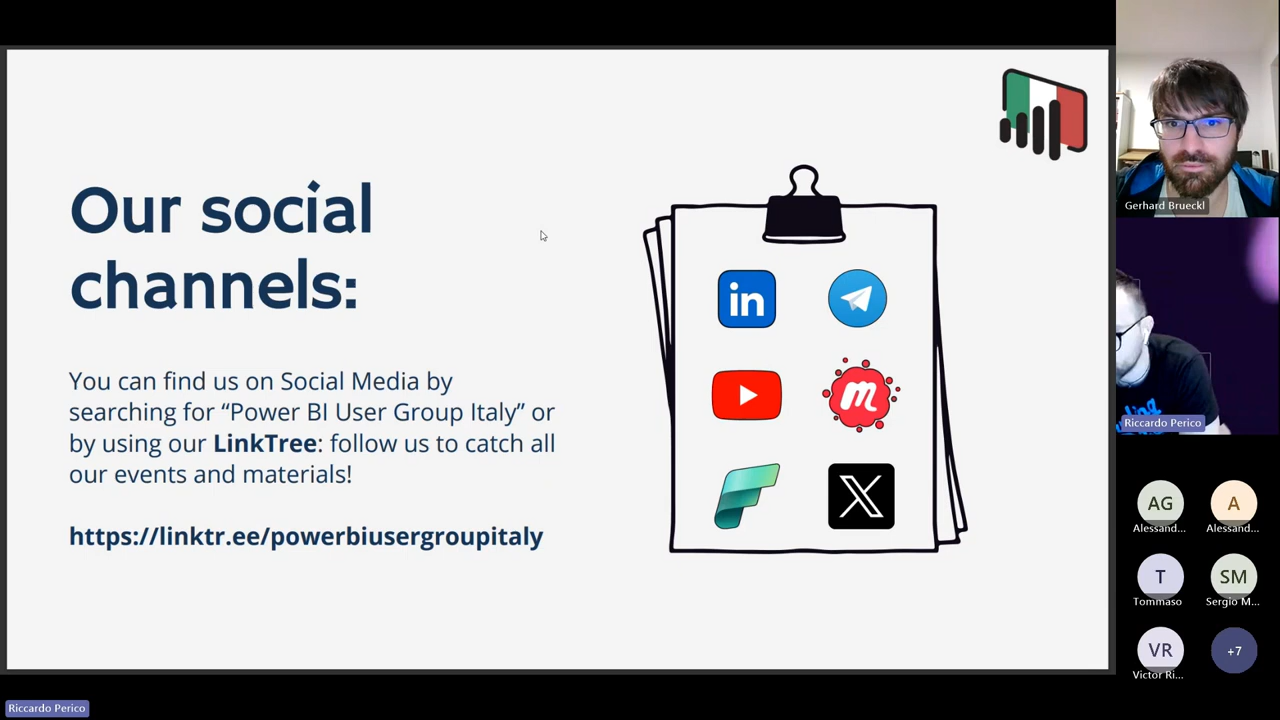 Our social
channels:
You can find us on Social Media by
searching for “Power BI User Group Italy” or
by using our LinkTree: follow us to catch all
our events and materials!
https://linktr.ee/powerbiusergroupitaly
in
m
X
Gerhard Brueckl
Riccardo Perico
AG
Alessand...
A
Alessand...
T
Tommaso
SM
Sergio M...
VR
Victor Ri...
+7
Riccardo Perico